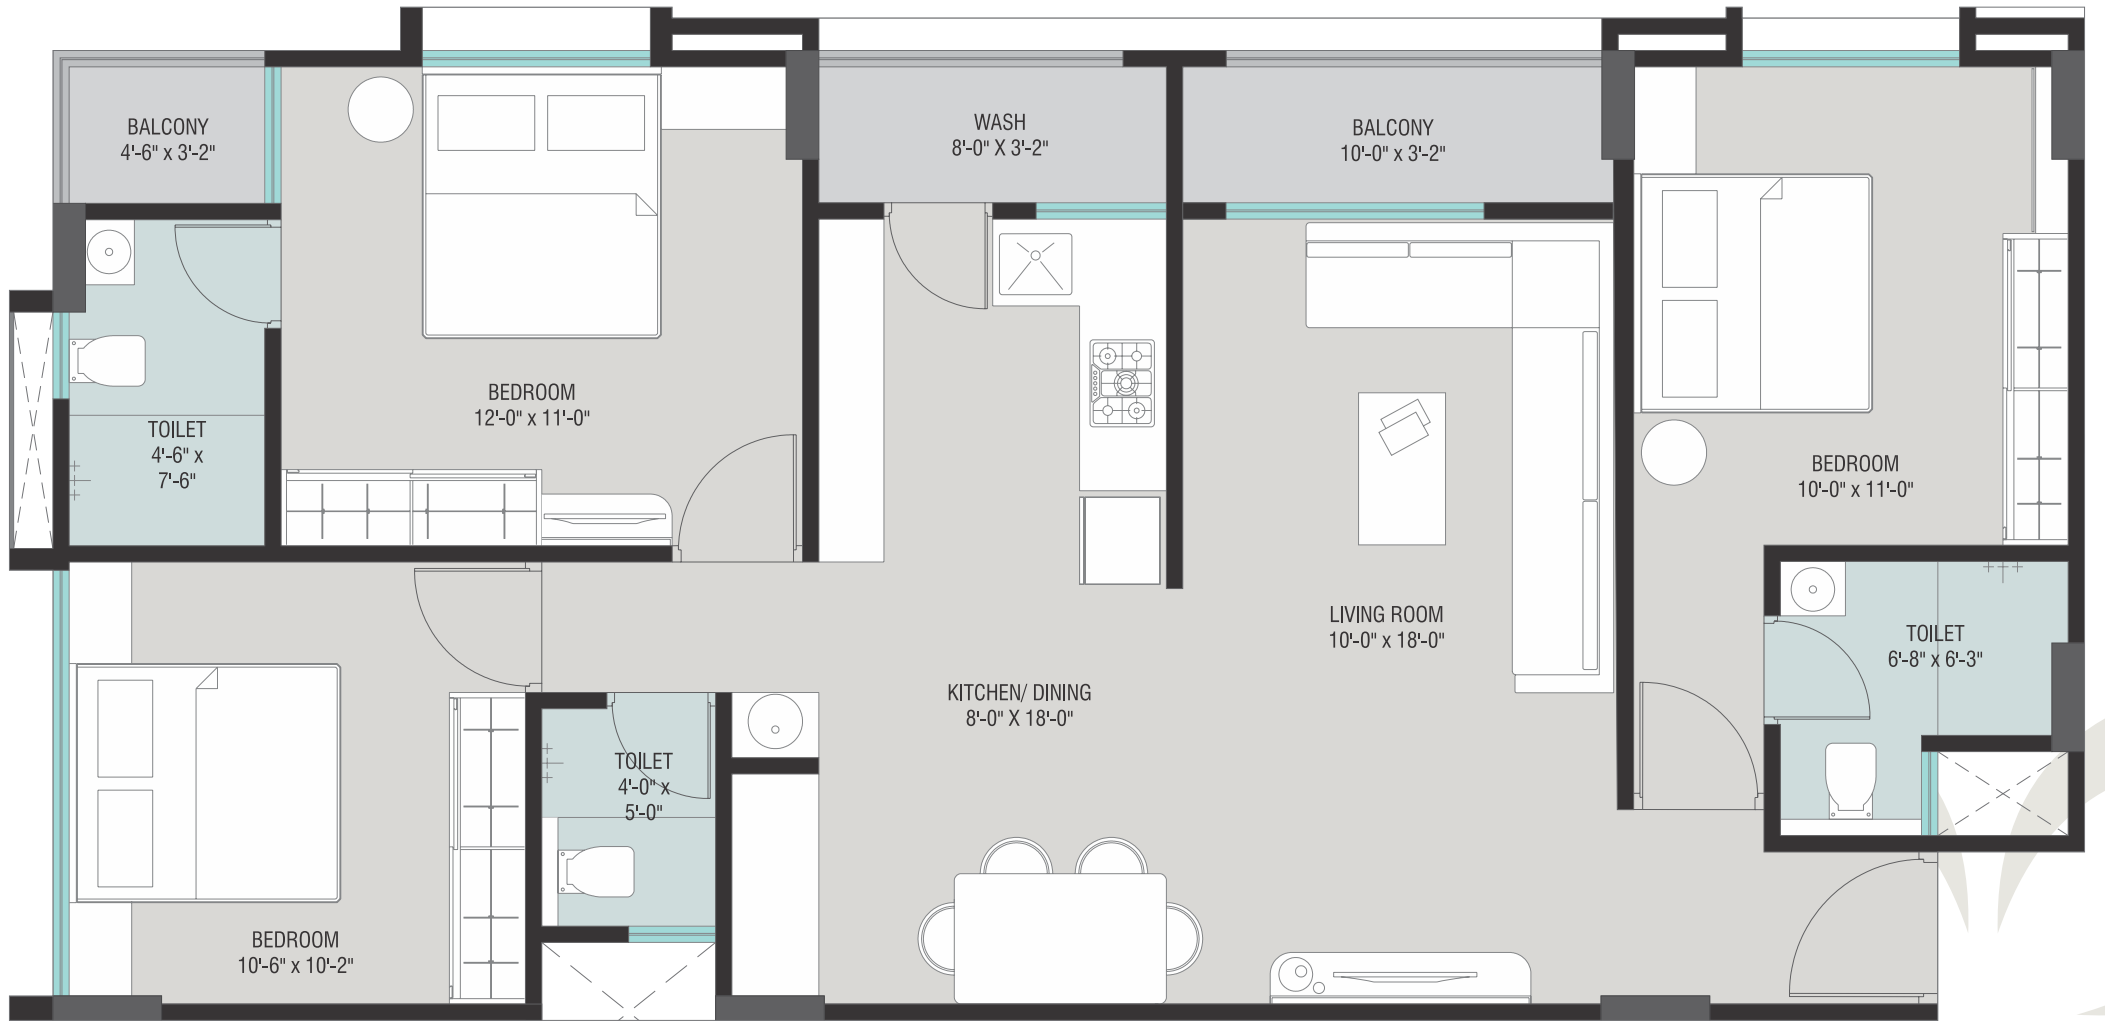 BALCONY
4'-6" x 3'-2"
WASH
8'-0" X 3'-2"
BALCONY
10'-0" x 3'-2"
BEDROOM
12'-0" x 11'-0"
TOILET
4'-6" x
7'-6"
BEDROOM
10'-0" x 11'-0"
LIVING ROOM
10'-0" x 18'-0"
TOILET
6'-8" x 6'-3"
KITCHEN/ DINING
8'-0" X 18'-0"
TOILET
4'-0" x
5'-0"
BEDROOM
10'-6" x 10'-2"